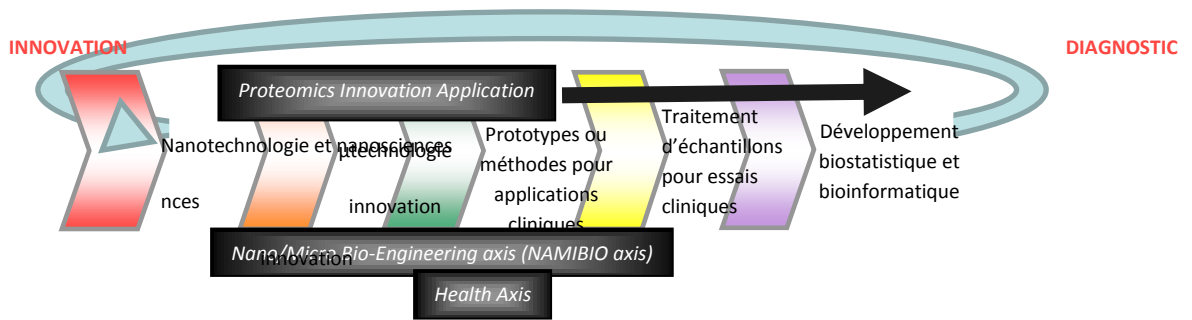 INNOVATION
DIAGNOSTIC
Proteomics Innovation Application
Nanotechnologie et nanosciences
nces
µtechnologie
innovation
innovation
Prototypes ou
méthodes pour
applications
cliniques
Traitement
d'échantillons
pour essais
cliniques
Développement
biostatistique et
bioinformatique
Nano/Micro Bio-Engineering axis (NAMIBIO axis)
Health Axis